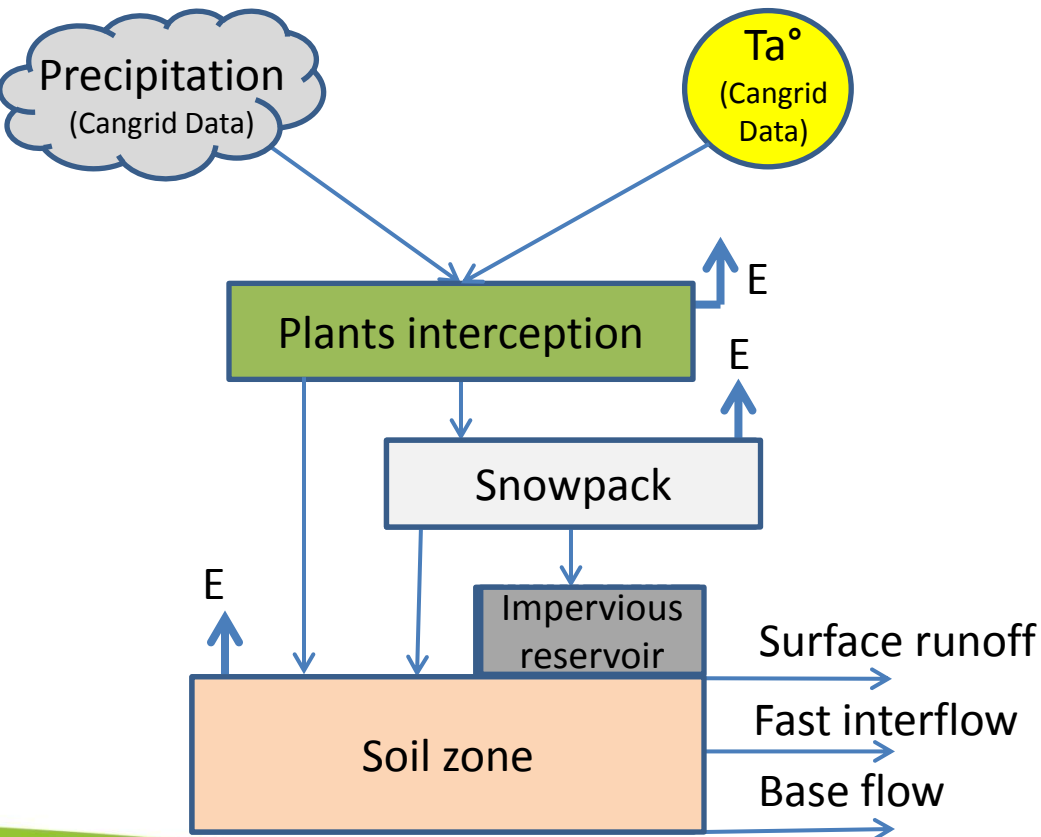 Precipitation
(Cangrid Data)
Ta°
(Cangrid
Data)
E
Plants interception
E
Snowpack
E
Impervious
reservoir
Surface runoff
Fast interflow
Soil zone
Base flow